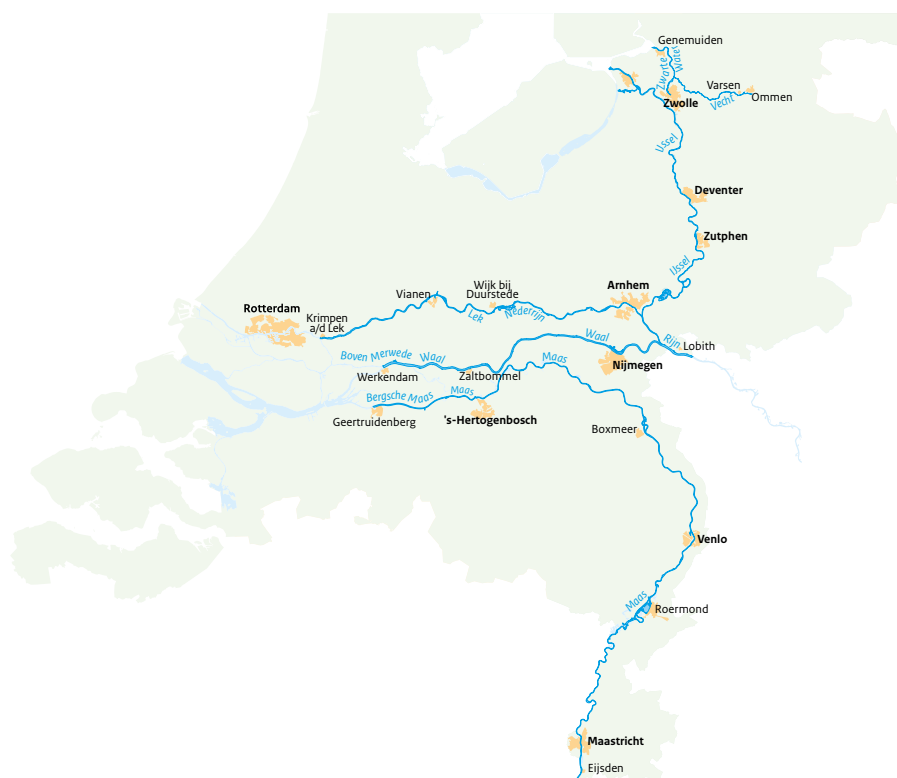 Genemuiden
Zwarte
Water
Varsen
Ommen
Vecht
Zwolle
IJssel
Deventer
Zutphen
IJssel
Arnhem
Wijk bij
Duurstede
Vianen
Lek
Nederrijn
Rotterdam
Krimpen
a/d Lek
Waal
Rijn
Lobith
Boven Merwede
Waal
Maas
Nijmegen
Werkendam
Zaltbommel
Bergsche Maas
Maas
Geertruidenberg
's-Hertogenbosch
Boxmeer
Venlo
Maas
Roermond
Maastricht
Eijsden